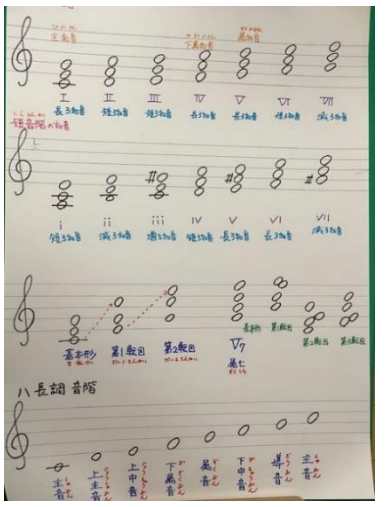 主和音 下属和音 属和音
I II III IV V VI VII
長3和音 短3和音 短3和音 長3和音 長3和音 短3和音 減3和音
短音階の和音
i ii iii IV V VI VII
短3和音 減3和音 増3和音 短3和音 長3和音 長3和音 減3和音
基本形 第1転回 第2転回 V7 基本形 第1転回 第2転回 第3転回
属七
ハ長調 音階
主音 上主音 上中音 下属音 属音 下中音 導音 主音